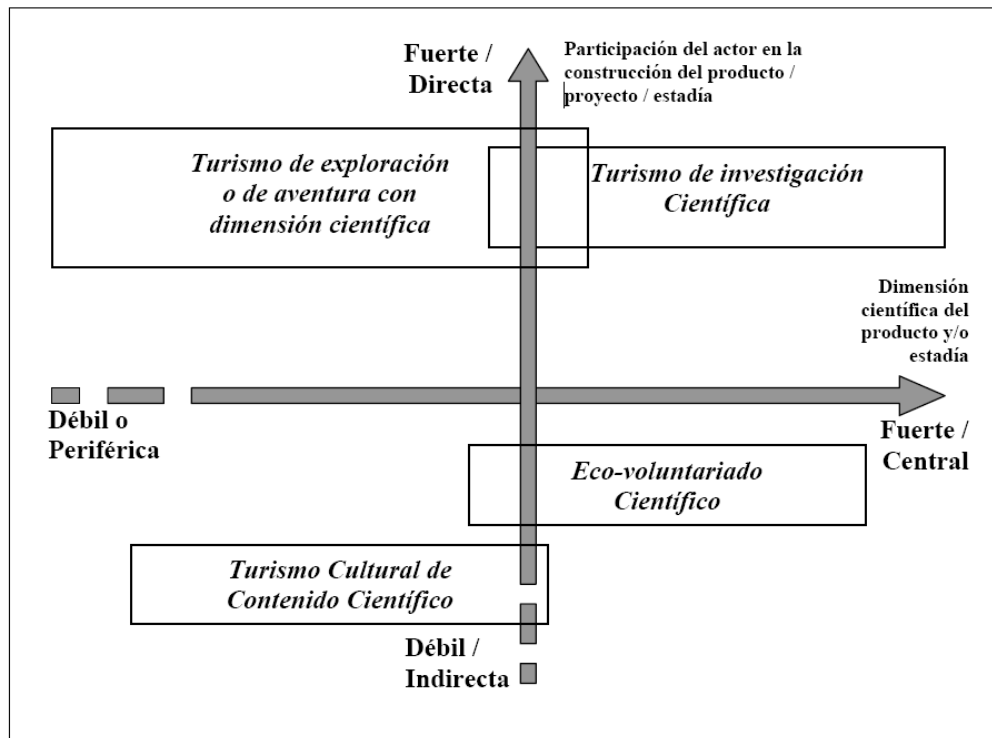 Fuerte /
Directa
Participación del actor en la
construcción del producto /
proyecto / estadía
Turismo de exploración
o de aventura con
dimensión científica
Turismo de investigación
Científica
Dimensión
científica del
producto y/o
estadía
Débil o
Periférica
Fuerte /
Central
Eco-voluntariado
Científico
Turismo Cultural de
Contenido Científico
Débil /
Indirecta